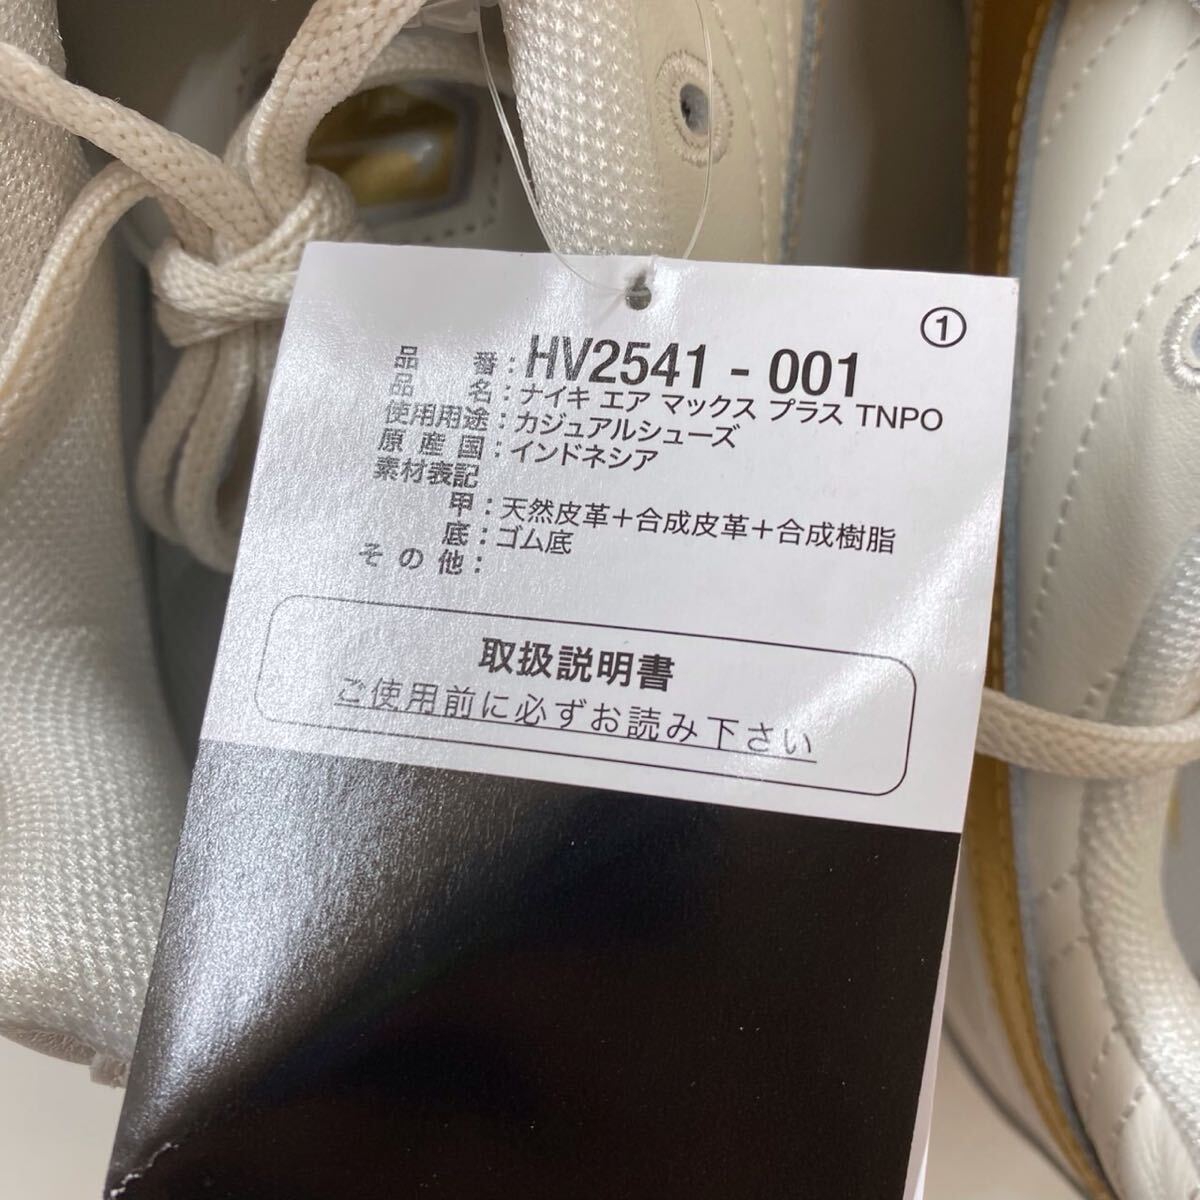 ①
品番：HV2541 - 001
品名：ナイキ エア マックス プラス TNPO
使用用途：カジュアルシューズ
原産国：インドネシア
素材表記
甲：天然皮革＋合成皮革＋合成樹脂
底：ゴム底
その他：
取扱説明書
ご使用前に必ずお読み下さい